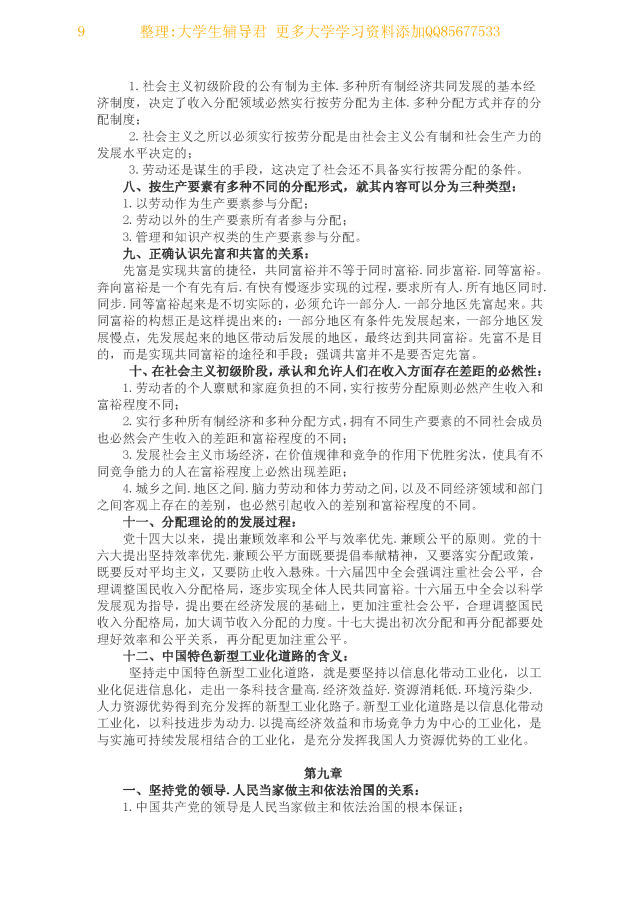 9 整理:大学生辅导君 更多大学学习资料添加QQ85677533
1.社会主义初级阶段的公有制为主体.多种所有制经济共同发展的基本经
济制度，决定了收入分配领域必然实行按劳分配为主体.多种分配方式并存的分
配制度；
2.社会主义之所以必须实行按劳分配是由社会主义公有制和社会生产力的
发展水平决定的；
3.劳动还是谋生的手段，这决定了社会还不具备实行按需分配的条件。
八、按生产要素有多种不同的分配形式，就其内容可以分为三种类型：
1.以劳动作为生产要素参与分配；
2.劳动以外的生产要素所有者参与分配；
3.管理和知识产权类的生产要素参与分配。
九、正确认识先富和共富的关系：
先富是实现共富的捷径，共同富裕并不等于同时富裕.同步富裕.同等富裕。
奔向富裕是一个有先有后.有快有慢逐步实现的过程，要求所有人.所有地区同时.
同步.同等富裕起来是不切实际的，必须允许一部分人.一部分地区先富起来。共
同富裕的构想正是这样提出来的：一部分地区有条件先发展起来，一部分地区发
展慢点，先发展起来的地区带动后发展的地区，最终达到共同富裕。先富不是目
的，而是实现共同富裕的途径和手段；强调共富并不是要否定先富。
十、在社会主义初级阶段，承认和允许人们在收入方面存在差距的必然性：
1.劳动者的个人禀赋和家庭负担的不同，实行按劳分配原则必然产生收入和
富裕程度不同；
2.实行多种所有制经济和多种分配方式，拥有不同生产要素的不同社会成员
也必然会产生收入的差距和富裕程度的不同；
3.发展社会主义市场经济，在价值规律和竞争的作用下优胜劣汰，使具有不
同竞争能力的人在富裕程度上必然出现差距；
4.城乡之间.地区之间.脑力劳动和体力劳动之间，以及不同经济领域和部门
之间客观上存在的差别，也必然引起收入的差别和富裕程度的不同。
十一、分配理论的的发展过程：
党十四大以来，提出兼顾效率和公平与效率优先.兼顾公平的原则。党的十
六大提出坚持效率优先.兼顾公平方面既要提倡奉献精神，又要落实分配政策，
既要反对平均主义，又要防止收入悬殊。十六届四中全会强调注重社会公平，合
理调整国民收入分配格局，逐步实现全体人民共同富裕。十六届五中全会以科学
发展观为指导，提出要在经济发展的基础上，更加注重社会公平，合理调整国民
收入分配格局，加大调节收入分配的力度。十七大提出初次分配和再分配都要处
理好效率和公平关系，再分配更加注重公平。
十二、中国特色新型工业化道路的含义：
坚持走中国特色新型工业化道路，就是要坚持以信息化带动工业化，以工
业化促进信息化，走出一条科技含量高.经济效益好.资源消耗低.环境污染少.
人力资源优势得到充分发挥的新型工业化路子。新型工业化道路是以信息化带动
工业化，以科技进步为动力.以提高经济效益和市场竞争力为中心的工业化，是
与实施可持续发展相结合的工业化，是充分发挥我国人力资源优势的工业化。
第九章
一、坚持党的领导.人民当家做主和依法治国的关系：
1.中国共产党的领导是人民当家做主和依法治国的根本保证；